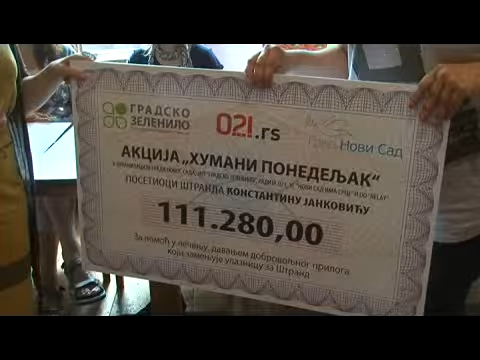 ГРАДСКО
ЗЕЛЕНИЛО
021.rs
Нови Сад
АКЦИЈА „ХУМАНИ ПОНЕДЕЉАК“
ПОСЕТИОЦИ ШТРАНДА КОНСТАНТИНУ ЈАНКОВИЋУ
111.280,00
За помоћ у лечењу, давањем добровољног прилога
који замењује улазницу за Штранд